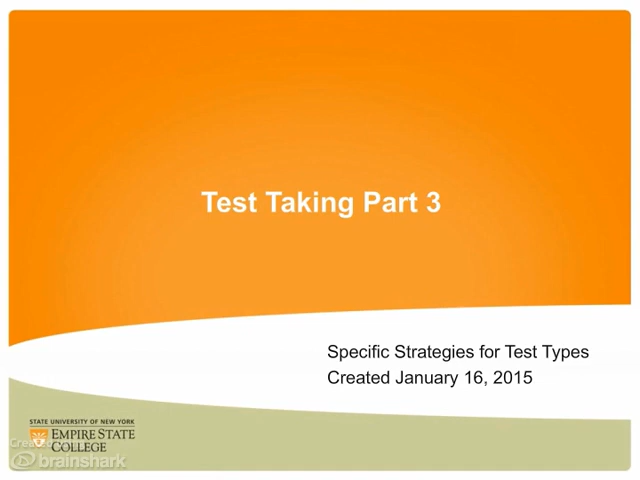 Test Taking Part 3
Specific Strategies for Test Types
Created January 16, 2015
STATE UNIVERSITY OF NEW YORK
EMPIRE STATE
COLLEGE
Created
brainshark